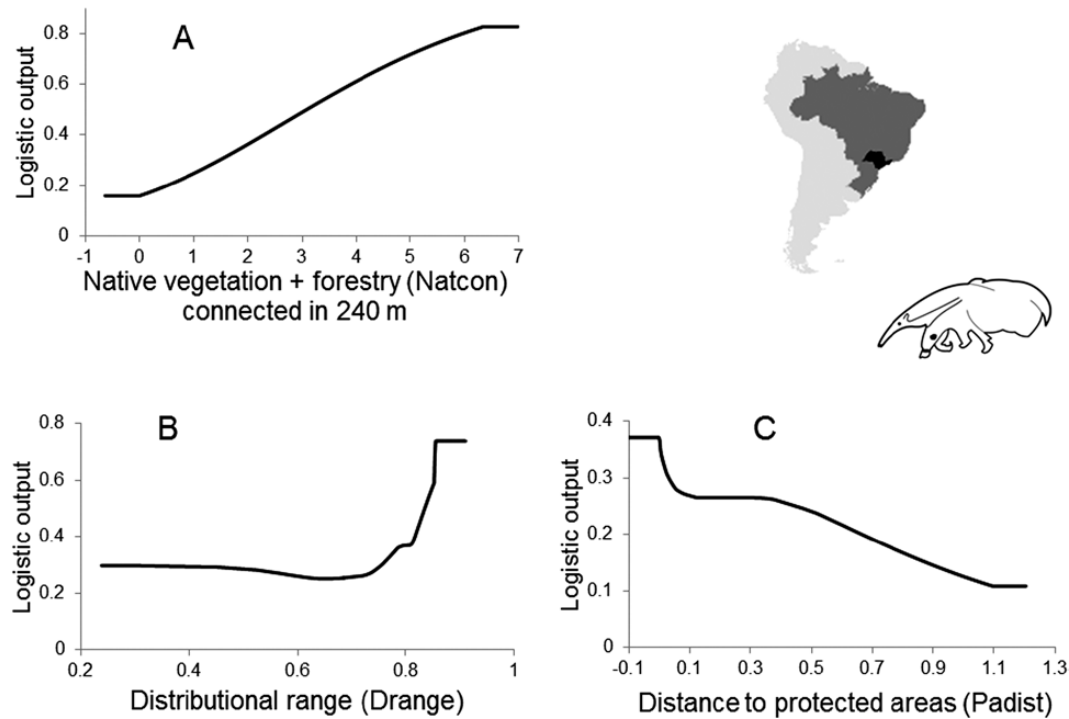 A
Logistic output
0.8
0.6
0.4
0.2
0
-1 0 1 2 3 4 5 6 7
Native vegetation + forestry (Natcon)
connected in 240 m
B
Logistic output
0.8
0.6
0.4
0.2
0
0.2 0.4 0.6 0.8 1
Distributional range (Drange)
C
Logistic output
0.4
0.3
0.2
0.1
0
-0.1 0.1 0.3 0.5 0.7 0.9 1.1 1.3
Distance to protected areas (Padist)